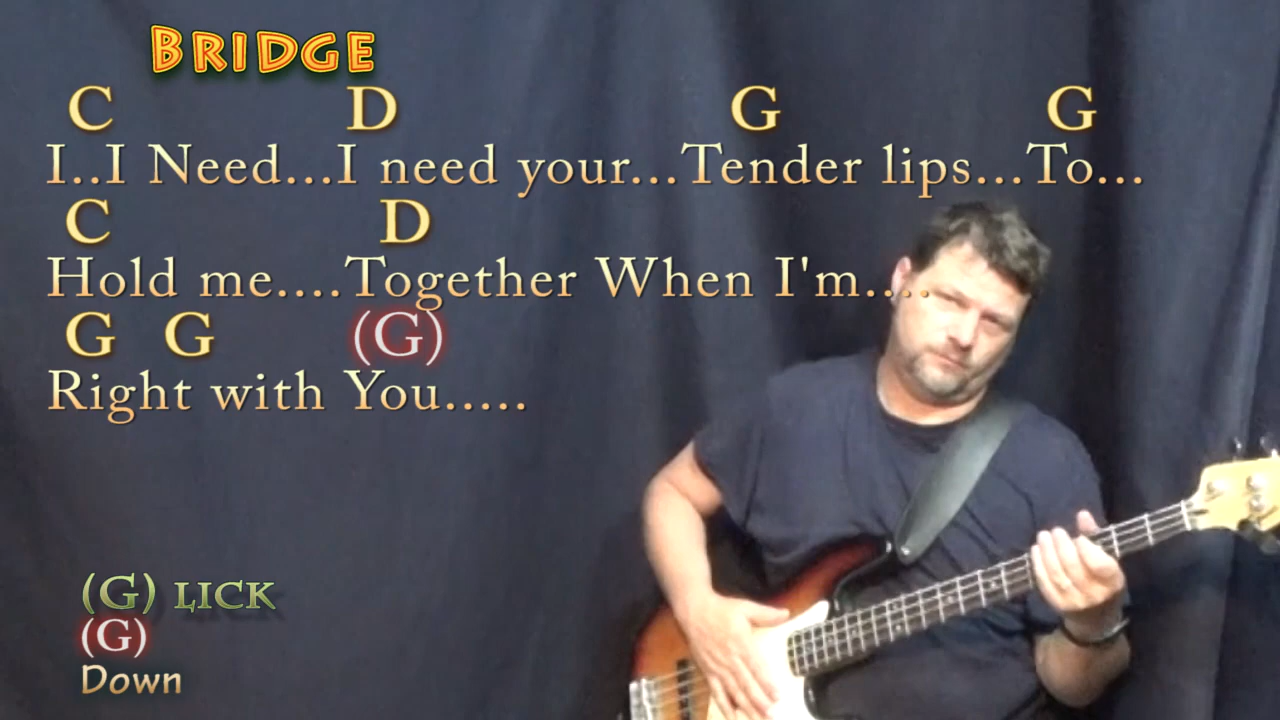 BRIDGE
C D G G
I..I Need...I need your...Tender lips...To...
C D
Hold me....Together When I'm....
G G (G)
Right with You.....
(G) LICK
(G)
Down